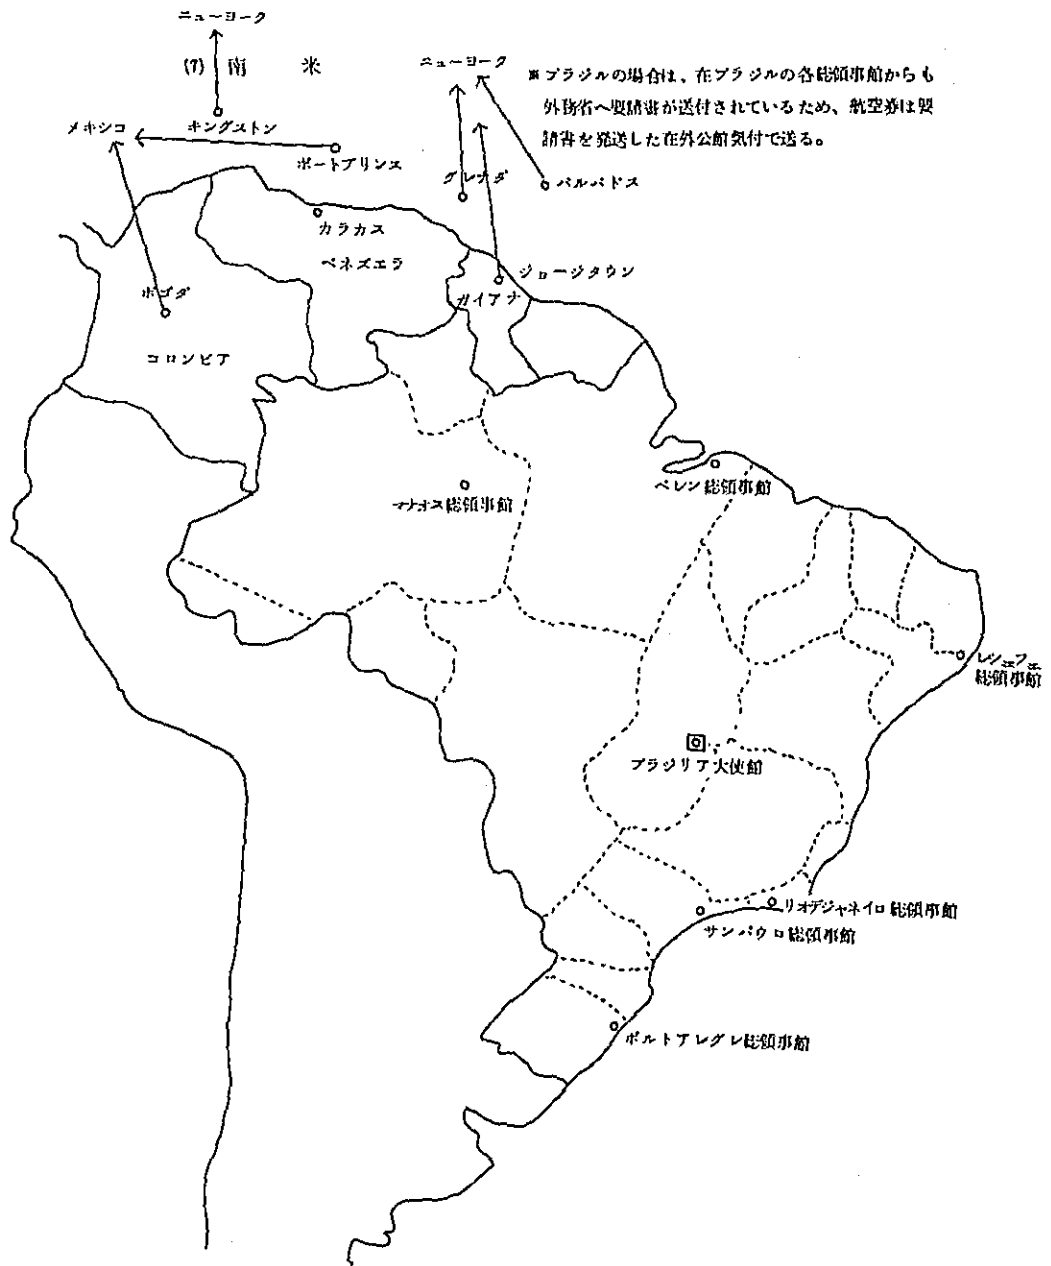 ニューヨーク
(7) 南 米
ニューヨーク
※ブラジルの場合は、在ブラジルの各総領事館からも
外務省へ要請書が送付されているため、航空券は要
請書を発送した在外公館気付で送る。
メキシコ
キングストン
ポートプリンス
グレナダ
バルバドス
カラカス
ベネズエラ
ジョージタウン
ガイアナ
ボゴダ
コロンビア
ベレン総領事館
マナオス総領事館
レシーフェ
総領事館
ブラジリア大使館
リオデジャネイロ総領事館
サンパウロ総領事館
ポルトアレグレ総領事館